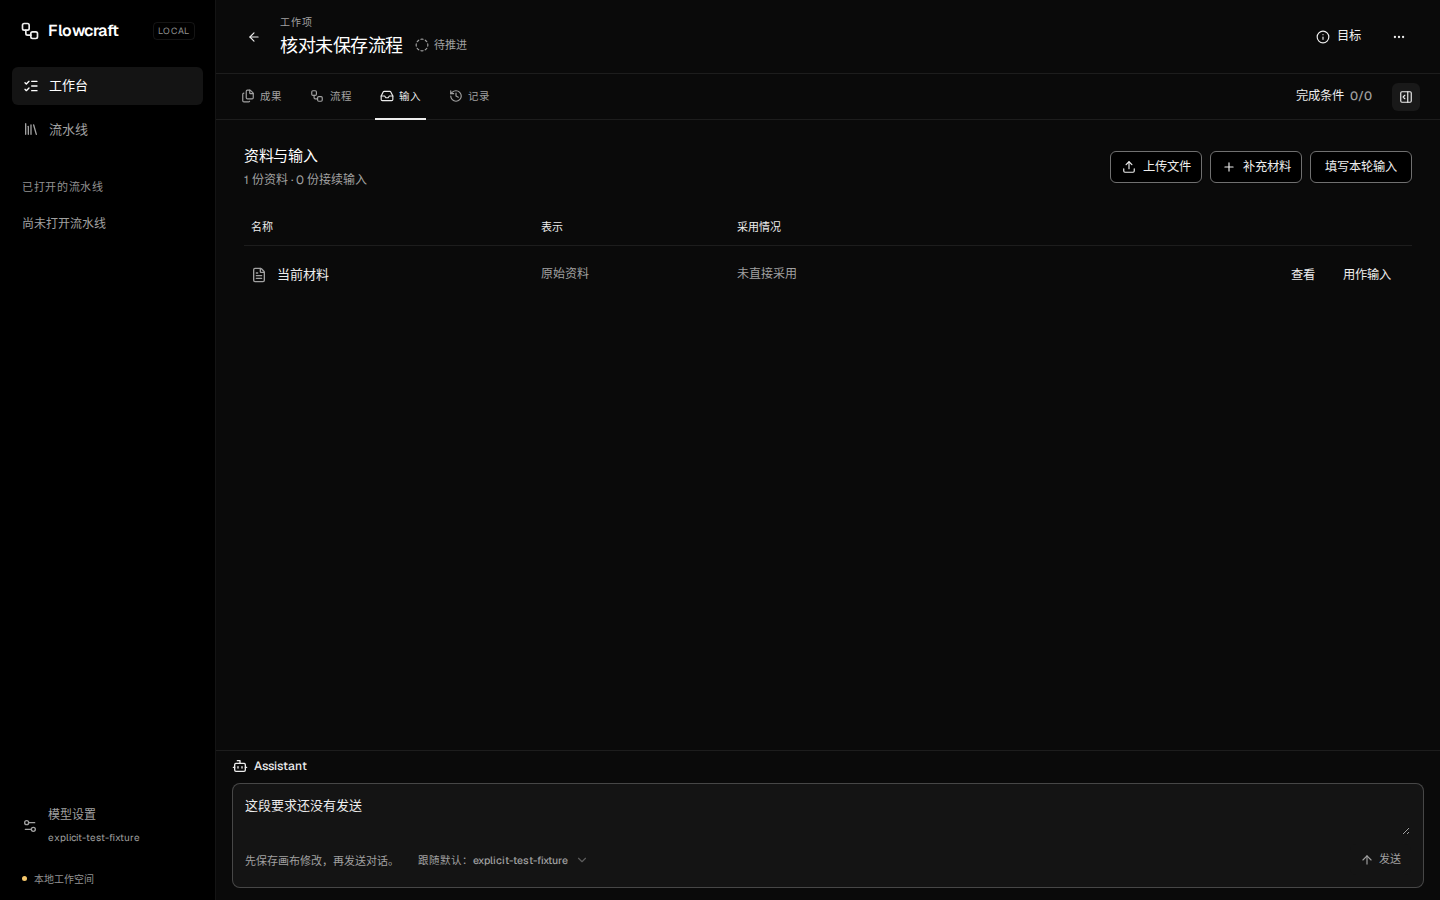 Flowcraft
LOCAL
工作台
流水线
已打开的流水线
尚未打开流水线
模型设置
explicit-test-fixture
本地工作空间
工作项
核对未保存流程
待推进
目标
成果
流程
输入
记录
完成条件 0/0
资料与输入
1 份资料 · 0 份接续输入
上传文件
补充材料
填写本轮输入
名称
表示
采用情况
当前材料
原始资料
未直接采用
查看
用作输入
Assistant
这段要求还没有发送
先保存画布修改，再发送对话。
跟随默认：explicit-test-fixture
发送